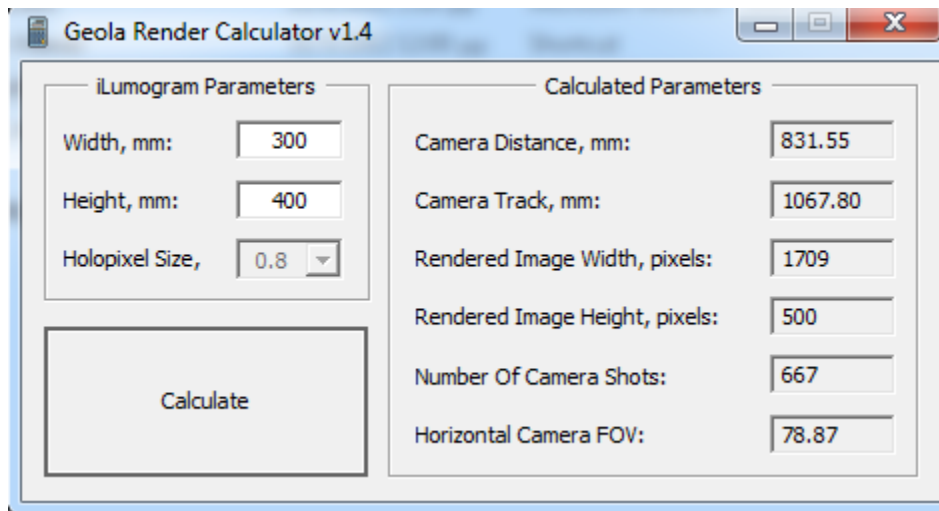 Geola Render Calculator v1.4
iLumogram Parameters
Width, mm: 300
Height, mm: 400
Holopixel Size, 0.8
Calculate
Calculated Parameters
Camera Distance, mm: 831.55
Camera Track, mm: 1067.80
Rendered Image Width, pixels: 1709
Rendered Image Height, pixels: 500
Number Of Camera Shots: 667
Horizontal Camera FOV: 78.87